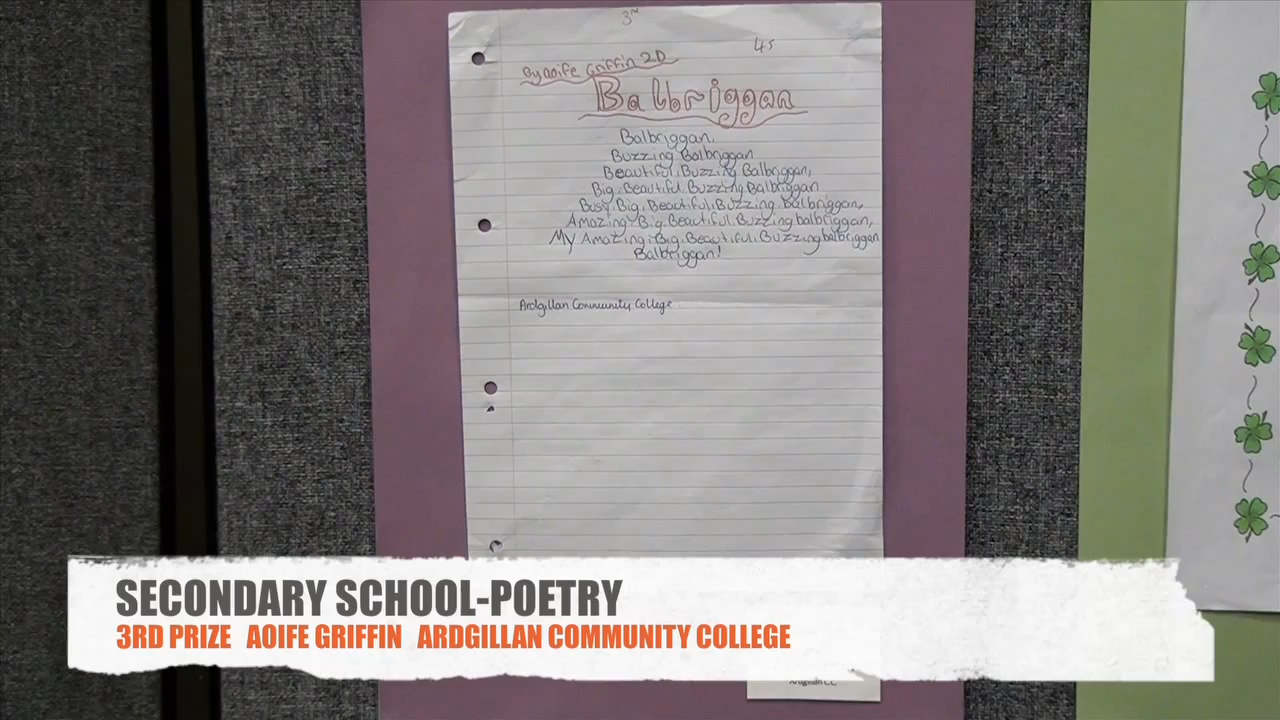 3rd
45
By Aoife Griffin 2D
Balbriggan
Balbriggan,
Buzzing Balbriggan
Beautiful. Buzzing Balbriggan,
Big. Beautiful. Buzzing Balbriggan
Busy. Big. Beautiful. Buzzing. balbriggan,
Amazing. Big. Beautiful. Buzzing balbriggan,
My Amazing. Big. Beautiful. Buzzing balbriggan
Balbriggan!
Ardgillan Community College
SECONDARY SCHOOL-POETRY
3RD PRIZE AOIFE GRIFFIN ARDGILLAN COMMUNITY COLLEGE
Ardgillan CC